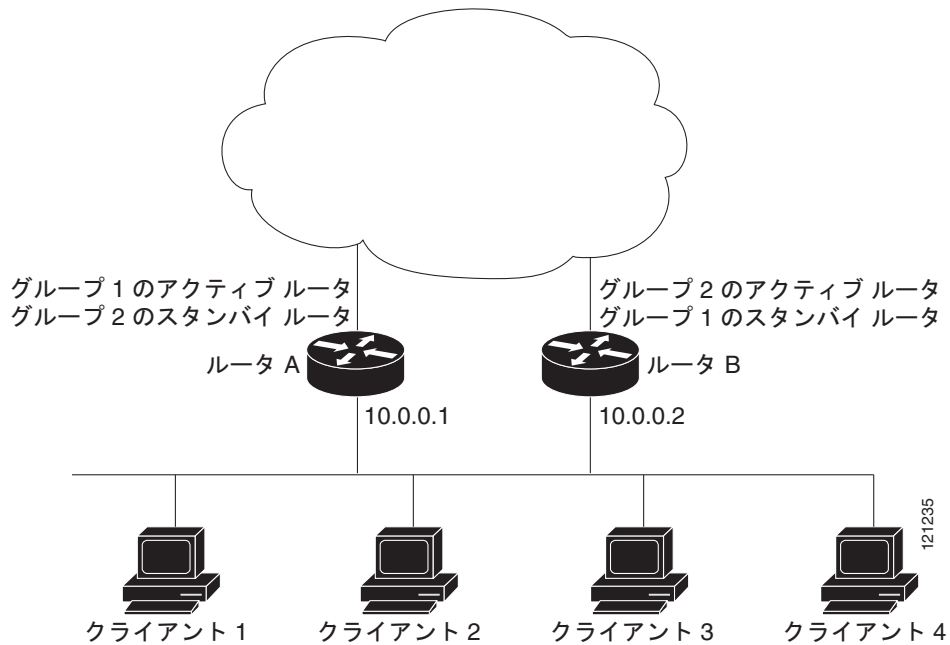 グループ 1 のアクティブ ルータ
グループ 2 のスタンバイ ルータ
ルータ A
10.0.0.1
グループ 2 のアクティブ ルータ
グループ 1 のスタンバイ ルータ
ルータ B
10.0.0.2
クライアント 1
クライアント 2
クライアント 3
クライアント 4
121235